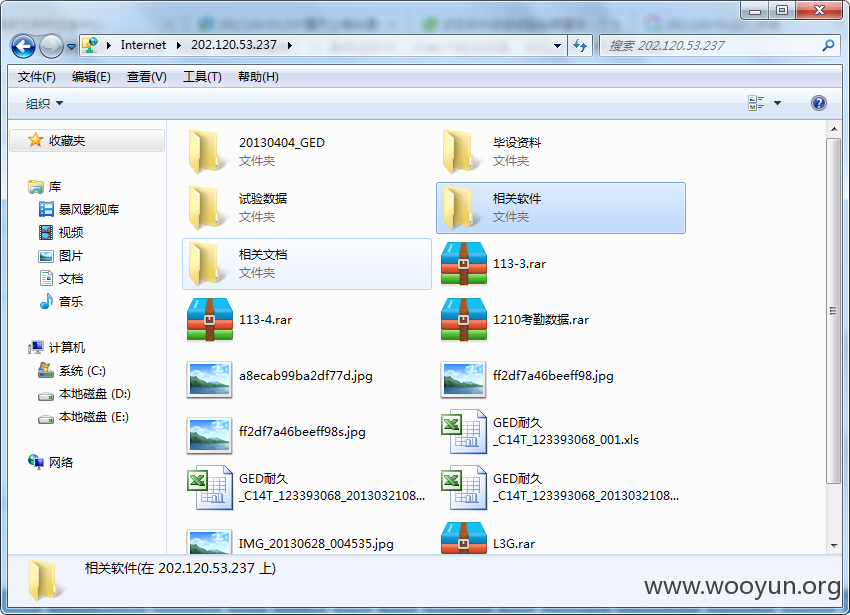 Internet
202.120.53.237
搜索 202.120.53.237
文件(F) 编辑(E) 查看(V) 工具(T) 帮助(H)
组织
收藏夹
库
暴风影视库
视频
图片
文档
音乐
计算机
系统 (C:)
本地磁盘 (D:)
本地磁盘 (E:)
网络
20130404_GED
文件夹
毕设资料
文件夹
试验数据
文件夹
相关软件
文件夹
相关文档
文件夹
113-3.rar
113-4.rar
1210考勤数据.rar
a8ecab99ba2df77d.jpg
ff2df7a46beeff98.jpg
ff2df7a46beeff98s.jpg
GED耐久
_C14T_123393068_001.xls
GED耐久
_C14T_123393068_2013032108...
GED耐久
_C14T_123393068_2013032108...
IMG_20130628_004535.jpg
L3G.rar
相关软件(在 202.120.53.237 上)
www.wooyun.org